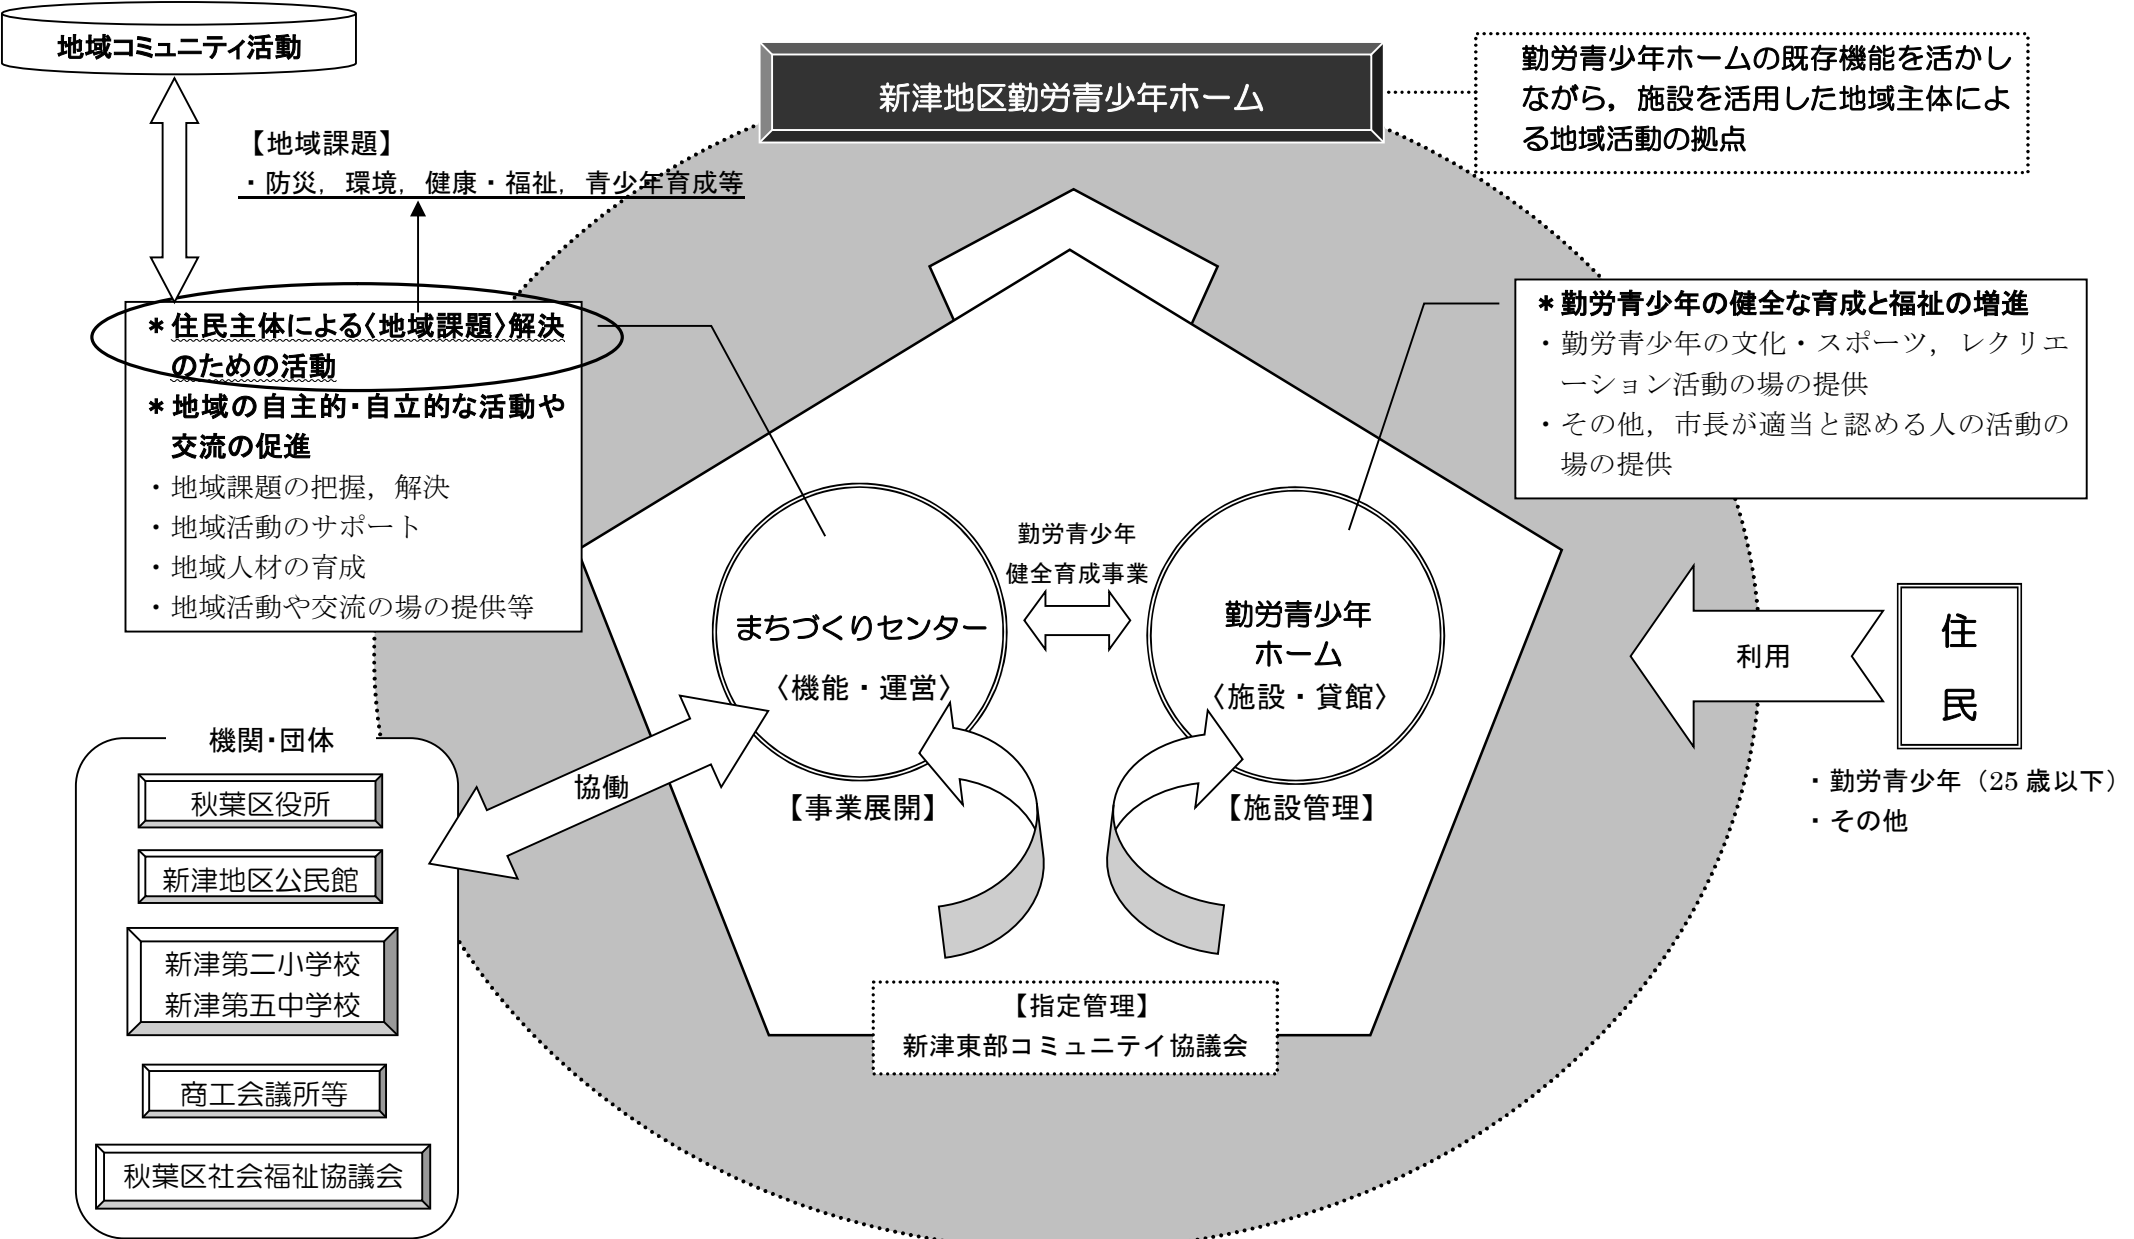 地域コミュニティ活動
新津地区勤労青少年ホーム
勤労青少年ホームの既存機能を活かし
ながら，施設を活用した地域主体によ
る地域活動の拠点
【地域課題】
・防災，環境，健康・福祉，青少年育成等
＊住民主体による〈地域課題〉解決
のための活動
＊地域の自主的・自立的な活動や
交流の促進
・地域課題の把握，解決
・地域活動のサポート
・地域人材の育成
・地域活動や交流の場の提供等
＊勤労青少年の健全な育成と福祉の増進
・勤労青少年の文化・スポーツ，レクリエ
ーション活動の場の提供
・その他，市長が適当と認める人の活動の
場の提供
勤労青少年
健全育成事業
まちづくりセンター
〈機能・運営〉
【事業展開】
勤労青少年
ホーム
〈施設・貸館〉
【施設管理】
利用
住
民
・勤労青少年（25歳以下）
・その他
協働
機関・団体
秋葉区役所
新津地区公民館
新津第二小学校
新津第五中学校
商工会議所等
秋葉区社会福祉協議会
【指定管理】
新津東部コミュニテイ協議会